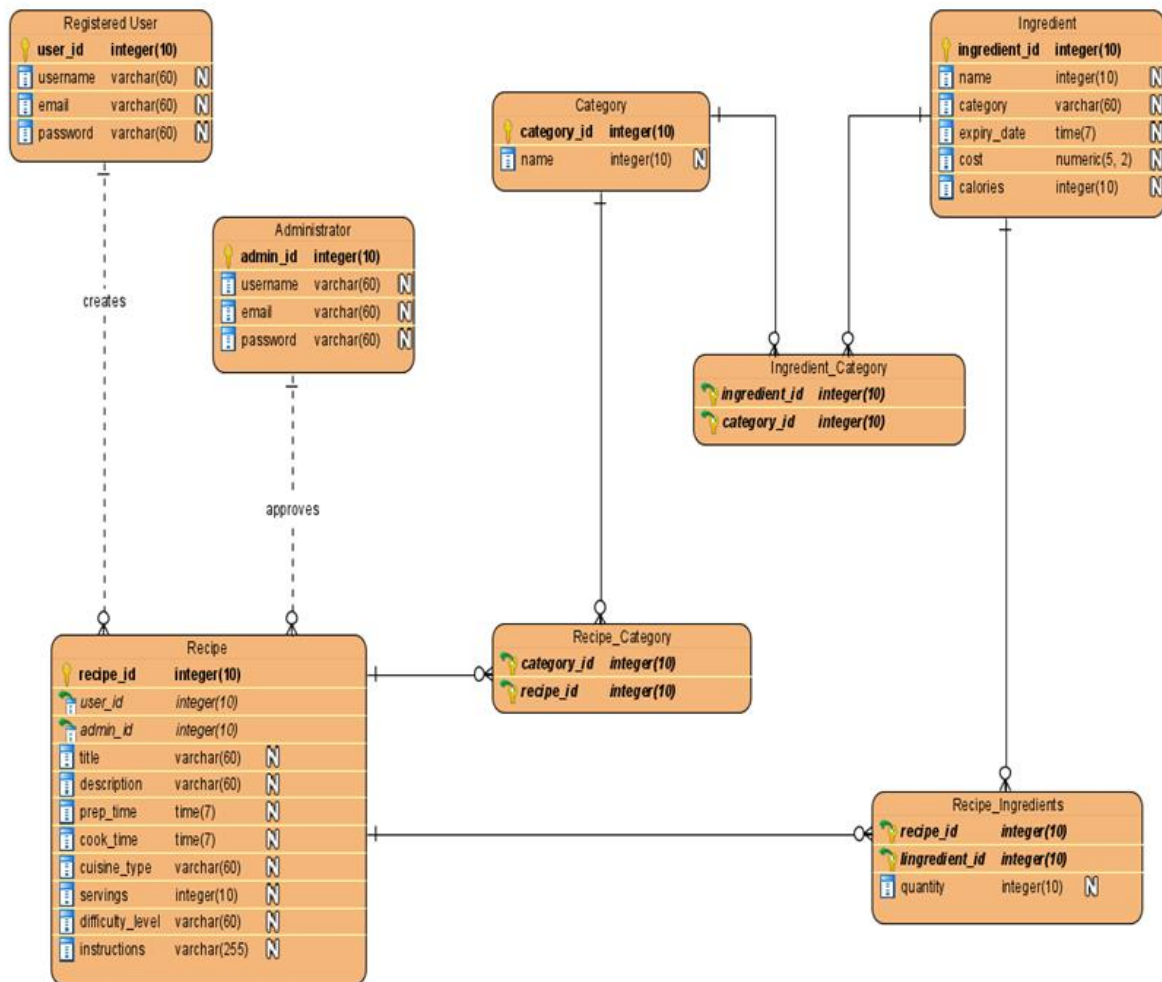 Registered User
user_id integer(10)
username varchar(60) N
email varchar(60) N
password varchar(60) N
creates
Administrator
admin_id integer(10)
username varchar(60) N
email varchar(60) N
password varchar(60) N
approves
Category
category_id integer(10)
name integer(10) N
Ingredient
ingredient_id integer(10)
name integer(10) N
category varchar(60) N
expiry_date time(7) N
cost numeric(5, 2) N
calories integer(10) N
Ingredient_Category
ingredient_id integer(10)
category_id integer(10)
Recipe
recipe_id integer(10)
user_id integer(10)
admin_id integer(10)
title varchar(60) N
description varchar(60) N
prep_time time(7) N
cook_time time(7) N
cuisine_type varchar(60) N
servings integer(10) N
difficulty_level varchar(60) N
instructions varchar(255) N
Recipe_Category
category_id integer(10)
recipe_id integer(10)
Recipe_Ingredients
recipe_id integer(10)
Iingredient_id integer(10)
quantity integer(10) N